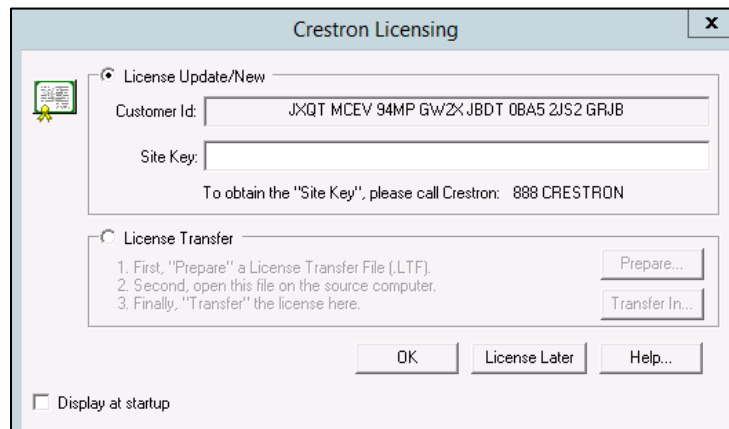 Crestron Licensing
x
License Update/New
Customer Id: JXQT MCEV 94MP GW2X JBDT 0BA5 2JS2 GRJB
Site Key:
To obtain the "Site Key", please call Crestron: 888 CRESTRON
License Transfer
1. First, "Prepare" a License Transfer File (.LTF).
2. Second, open this file on the source computer.
3. Finally, "Transfer" the license here.
Prepare...
Transfer In...
OK License Later Help...
Display at startup